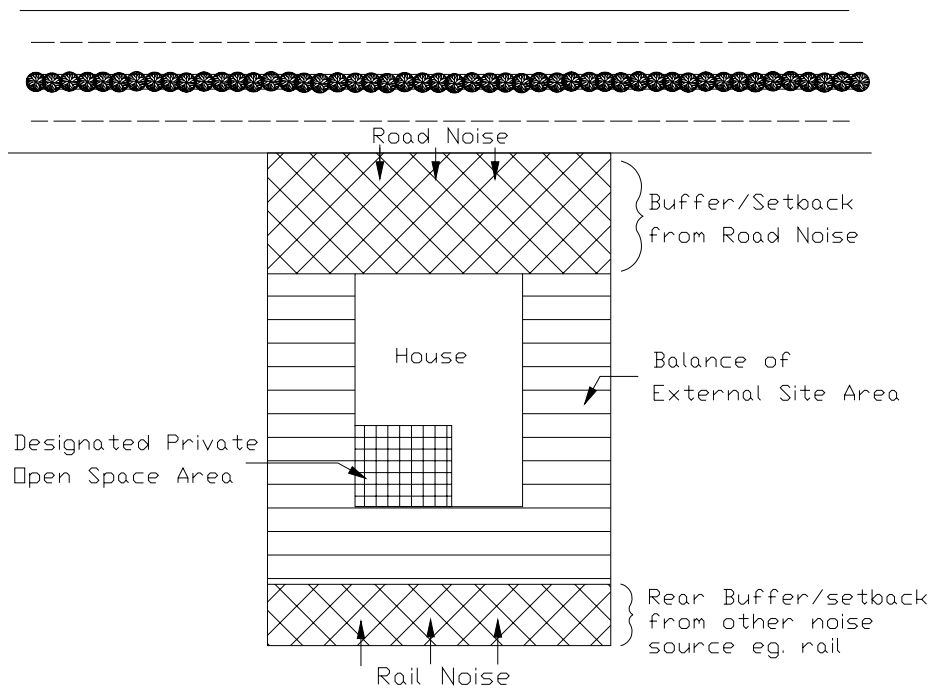 Road Noise
Buffer/Setback
from Road Noise
House
Balance of
External Site Area
Designated Private
Open Space Area
Rear Buffer/setback
from other noise
source eg. rail
Rail Noise